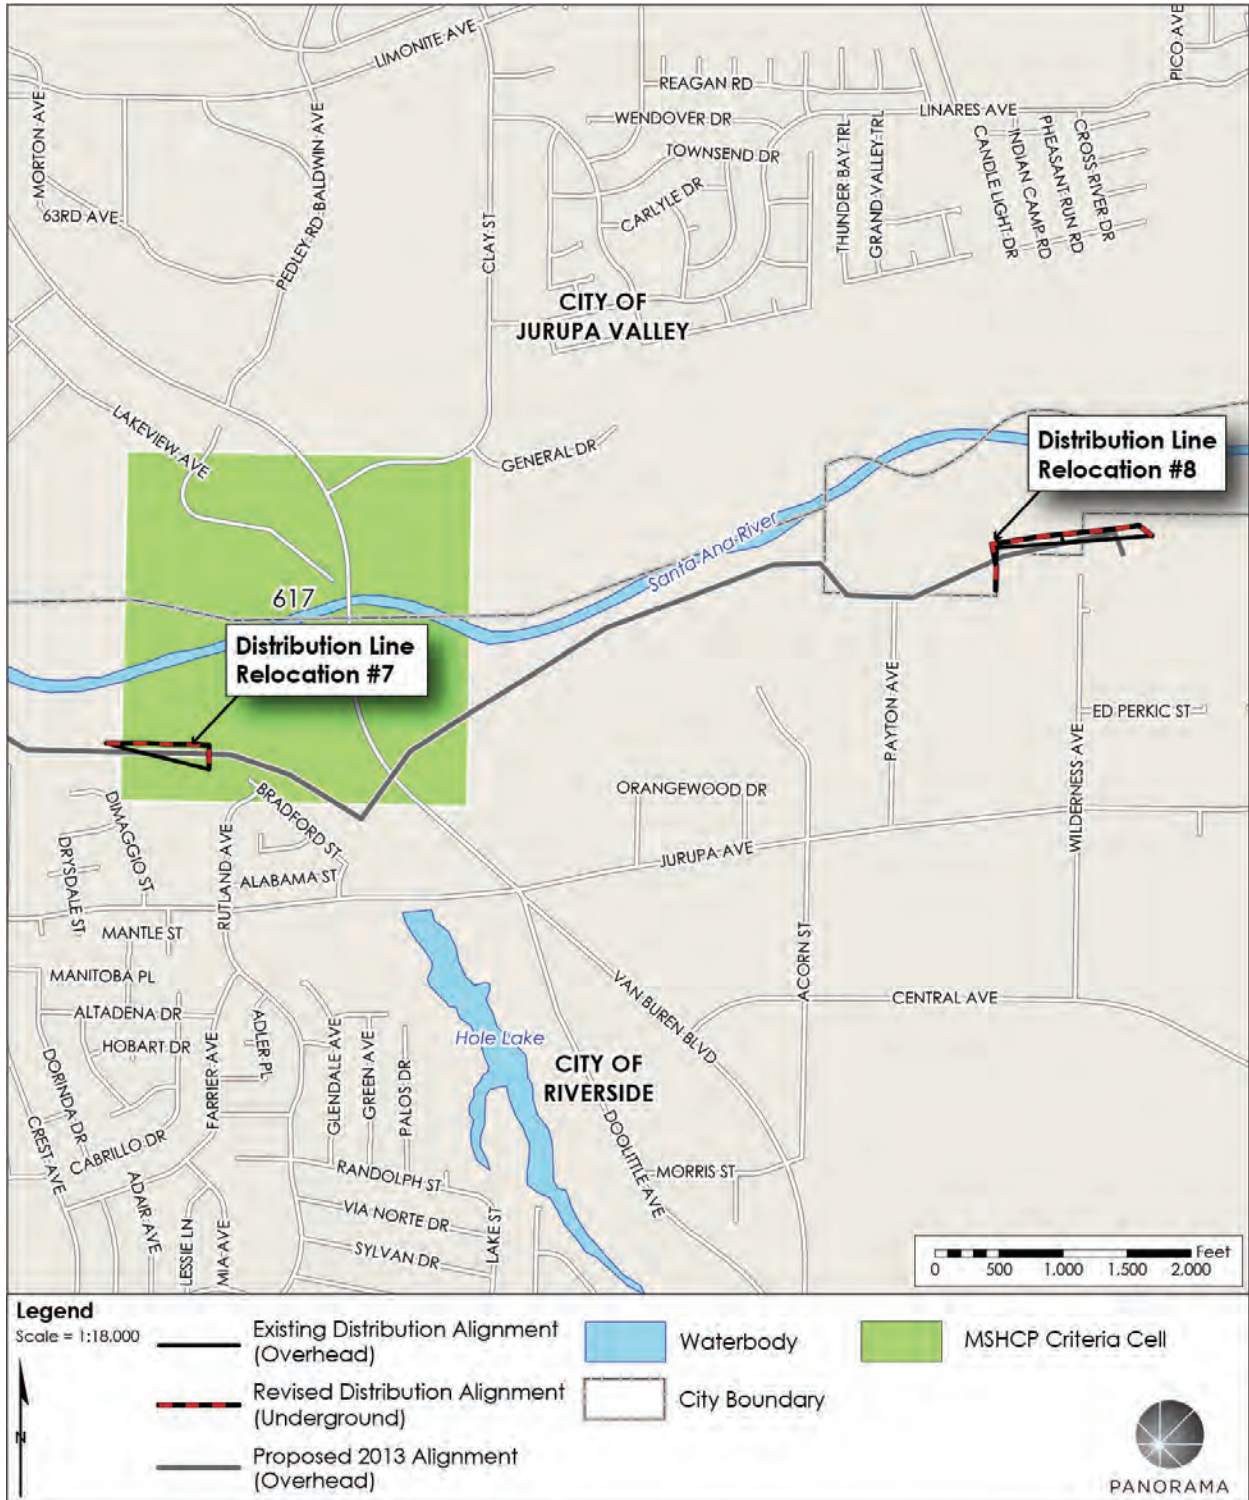 LIMONITE AVE
PICO AVE
MORTON AVE
REAGAN RD
LINARES AVE
WENDOVER DR
TOWNSEND DR
CARLYLE DR
THUNDER BAY TRL
GRAND VALLEY TRL
CANDLE LIGHT DR
INDIAN CAMP RD
PHEASANT RUN RD
CROSS RIVER DR
63RD AVE
PEDLEY RD
BALDWIN AVE
CLAY ST
CITY OF
JURUPA VALLEY
LAKEVIEW AVE
GENERAL DR
Distribution Line
Relocation #8
Santa Ana River
617
Distribution Line
Relocation #7
PAYTON AVE
ED PERKIC ST
WILDERNESS AVE
ORANGEWOOD DR
DIMAGGIO ST
BRADFORD ST
DRYSDALE ST
RUTLAND AVE
ALABAMA ST
JURUPA AVE
MANTLE ST
MANITOBA PL
ALTADENA DR
HOBART DR
ADLER PL
DORINDA DR
FARRIER AVE
GLENDALE AVE
GREEN AVE
PALOS DR
Hole Lake
CITY OF
RIVERSIDE
VAN BUREN BLVD
ACORN ST
CENTRAL AVE
DOOLITTLE AVE
MORRIS ST
CREST AVE
CABRILLO DR
ADAIR AVE
LESSIE LN
MIA AVE
RANDOLPH ST
VIA NORTE DR
SYLVAN DR
LAKE ST
Feet
0 500 1,000 1,500 2,000
Legend
Scale = 1:18,000
N
Existing Distribution Alignment
(Overhead)
Revised Distribution Alignment
(Underground)
Proposed 2013 Alignment
(Overhead)
Waterbody
City Boundary
MSHCP Criteria Cell
PANORAMA